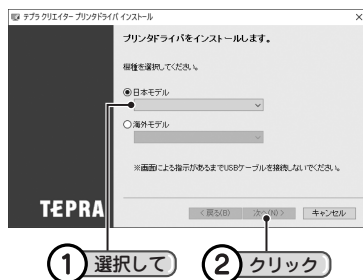 テプラ クリエイター プリンタドライバ インストール
プリンタドライバをインストールします。
機種を選択してください。
日本モデル
海外モデル
※画面による指示があるまでUSBケーブルを接続しないでください。
TEPRA
< 戻る(B)
次へ(N) >
キャンセル
1 選択して
2 クリック